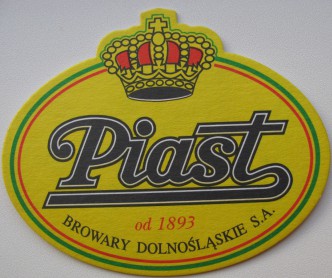 Piast
od 1893
BROWARY DOLNOŚLĄSKIE S.A.